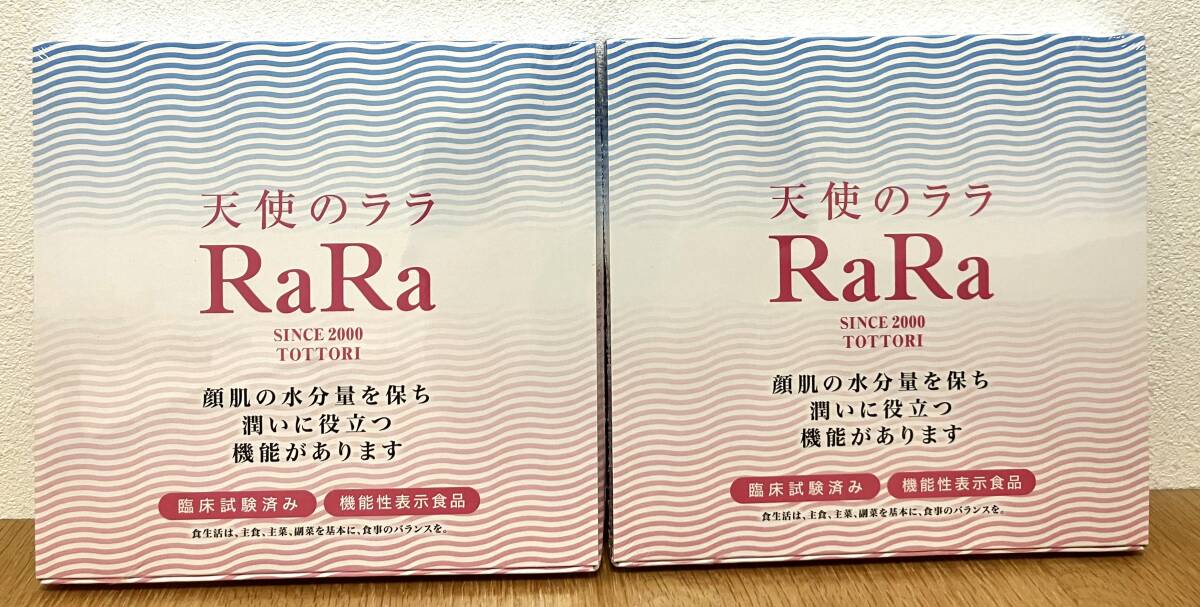 天使のララ
RaRa
SINCE 2000
TOTTORI
顔肌の水分量を保ち
潤いに役立つ
機能があります
臨床試験済み 機能性表示食品
食生活は、主食、主菜、副菜を基本に、食事のバランスを。
天使のララ
RaRa
SINCE 2000
TOTTORI
顔肌の水分量を保ち
潤いに役立つ
機能があります
臨床試験済み 機能性表示食品
食生活は、主食、主菜、副菜を基本に、食事のバランスを。